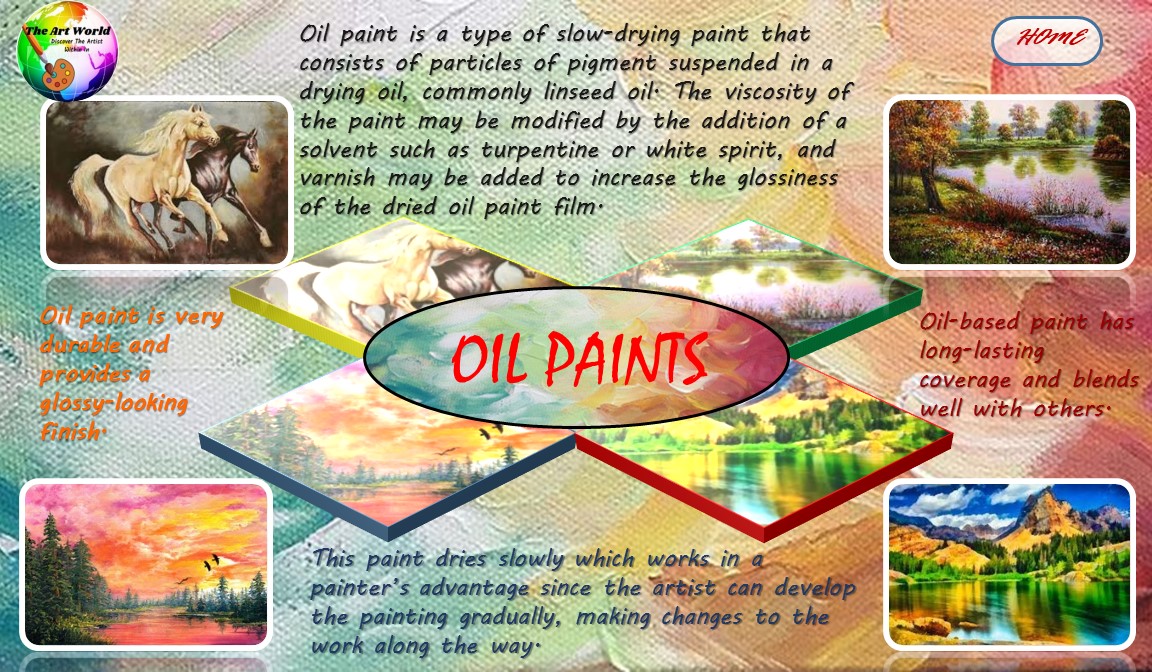 The Art World
Discover The Artist
Within Ya
HOME
Oil paint is a type of slow-drying paint that
consists of particles of pigment suspended in a
drying oil, commonly linseed oil. The viscosity of
the paint may be modified by the addition of a
solvent such as turpentine or white spirit, and
varnish may be added to increase the glossiness
of the dried oil paint film.
Oil paint is very
durable and
provides a
glossy-looking
finish.
OIL PAINTS
Oil-based paint has
long-lasting
coverage and blends
well with others.
This paint dries slowly which works in a
painter's advantage since the artist can develop
the painting gradually, making changes to the
work along the way.